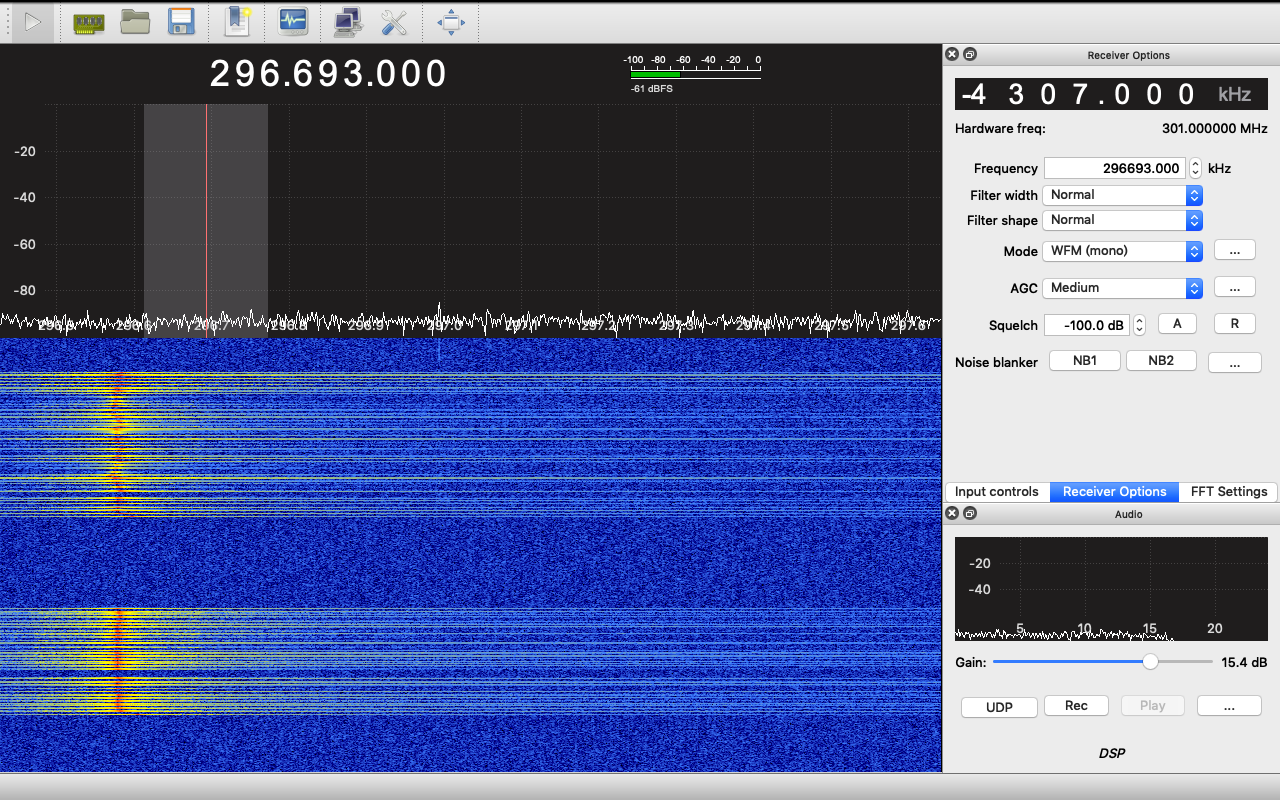 296.693.000
-100 -80 -60 -40 -20 0
-61 dBFS
-20
-40
-60
-80
296.6 296.7 296.8 296.9 297.0 297.1 297.2 297.3 297.4 297.5 297.6
Receiver Options
-4 307.000 kHz
Hardware freq: 301.000000 MHz
Frequency 296693.000 kHz
Filter width Normal
Filter shape Normal
Mode WFM (mono) ...
AGC Medium ...
Squelch -100.0 dB A R
Noise blanker NB1 NB2 ...
Input controls Receiver Options FFT Settings
Audio
-20
-40
5 10 15 20
Gain: 15.4 dB
UDP Rec Play ...
DSP